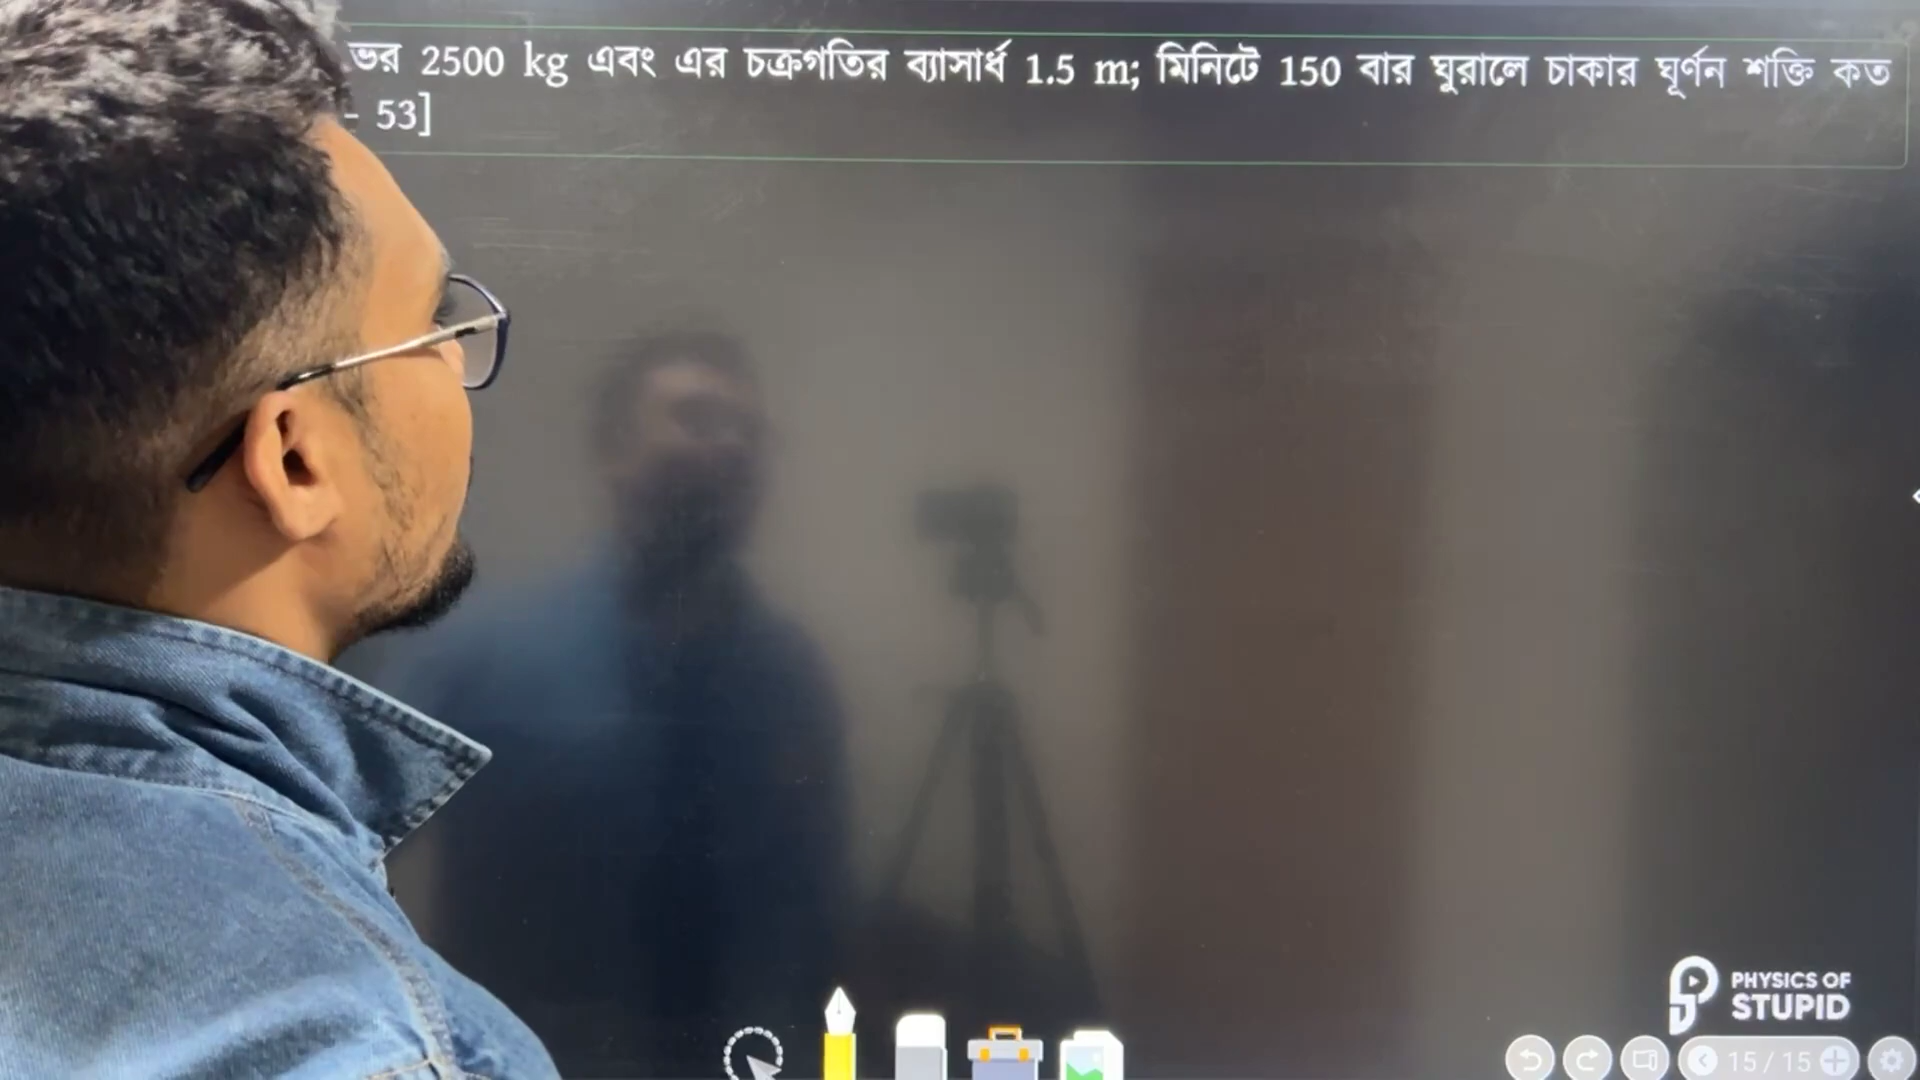 ভর 2500 kg এবং এর চক্রগতির ব্যাসার্ধ 1.5 m; মিনিটে 150 বার ঘুরালে চাকার ঘূর্ণন শক্তি কত
- 53]
PHYSICS OF
STUPID
15 / 15